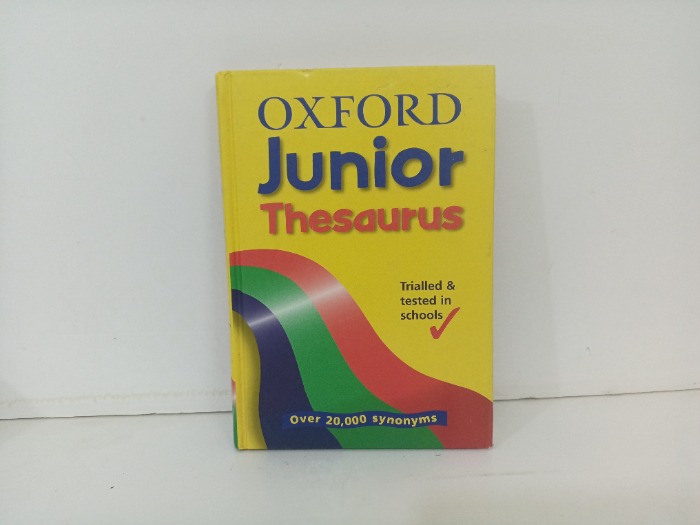 OXFORD
Junior
Thesaurus
Trialled &
tested in
schools
Over 20,000 synonyms